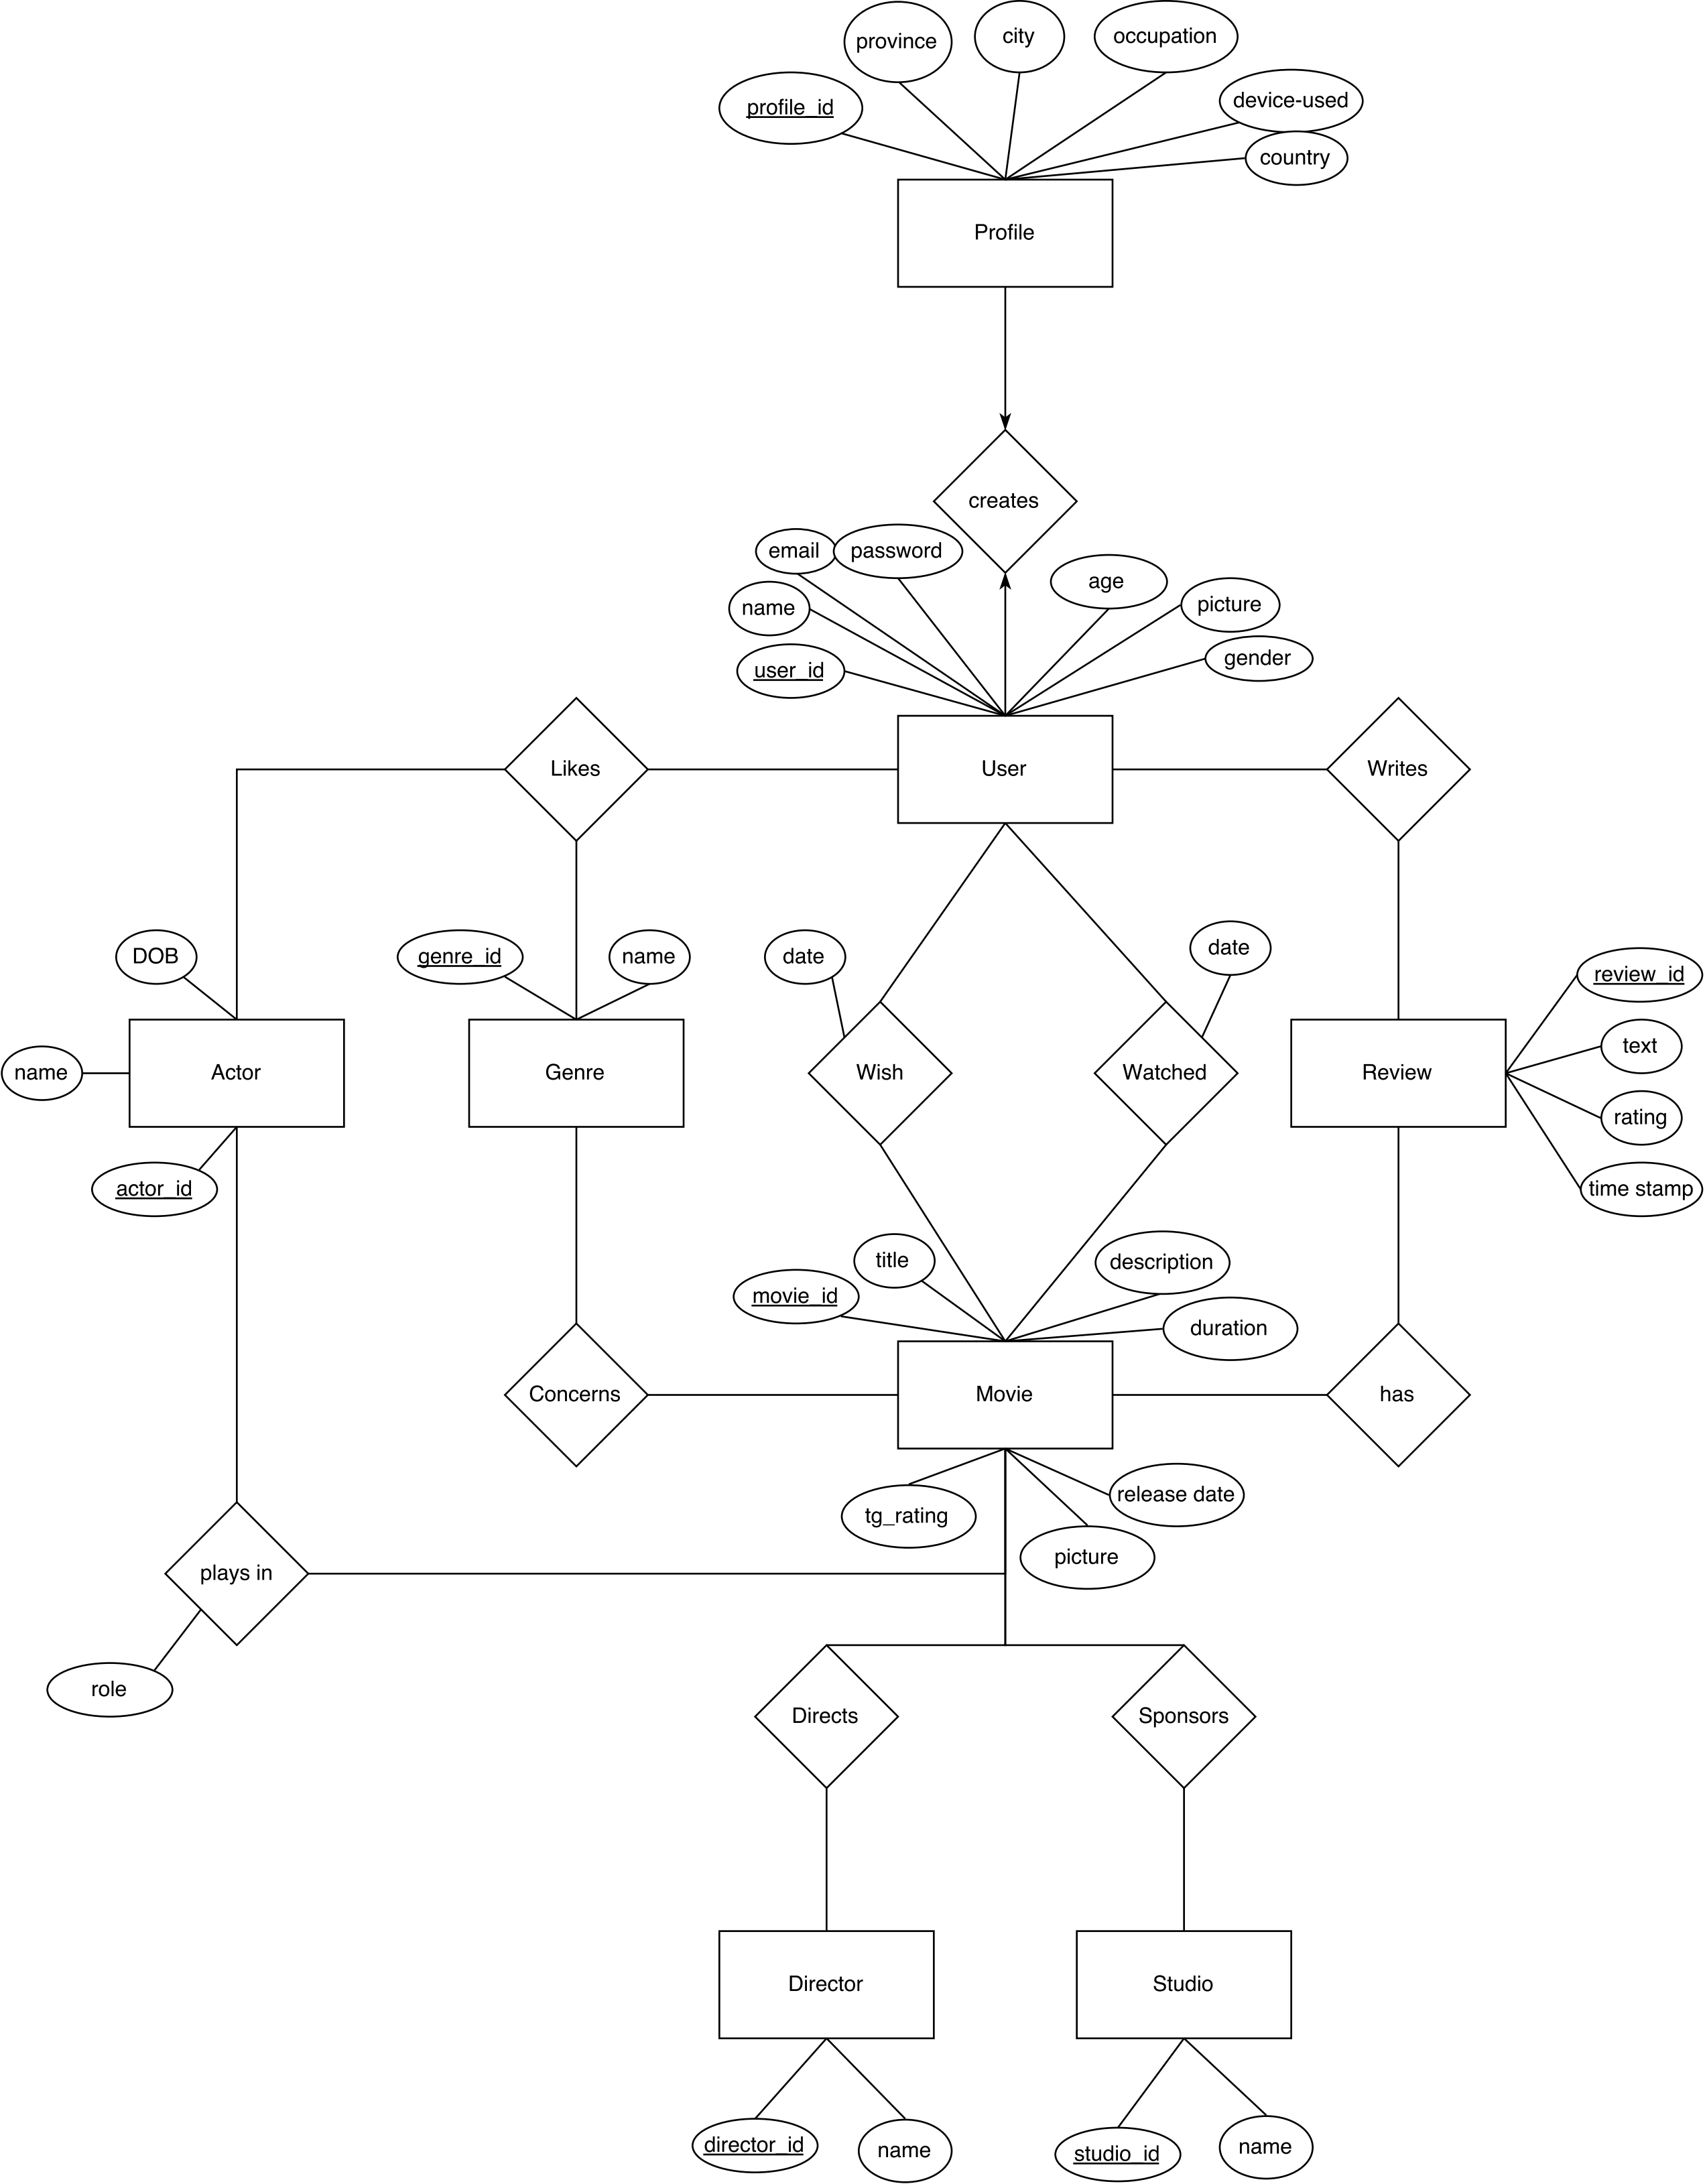 province
city
occupation
profile_id
device-used
country
Profile
creates
email
password
age
picture
name
gender
user_id
Likes
User
Writes
DOB
genre_id
name
date
date
review_id
name
Actor
Genre
Wish
Watched
Review
text
rating
actor_id
time stamp
title
description
movie_id
duration
Concerns
Movie
has
tg_rating
release date
picture
plays in
role
Directs
Sponsors
Director
Studio
director_id
name
studio_id
name